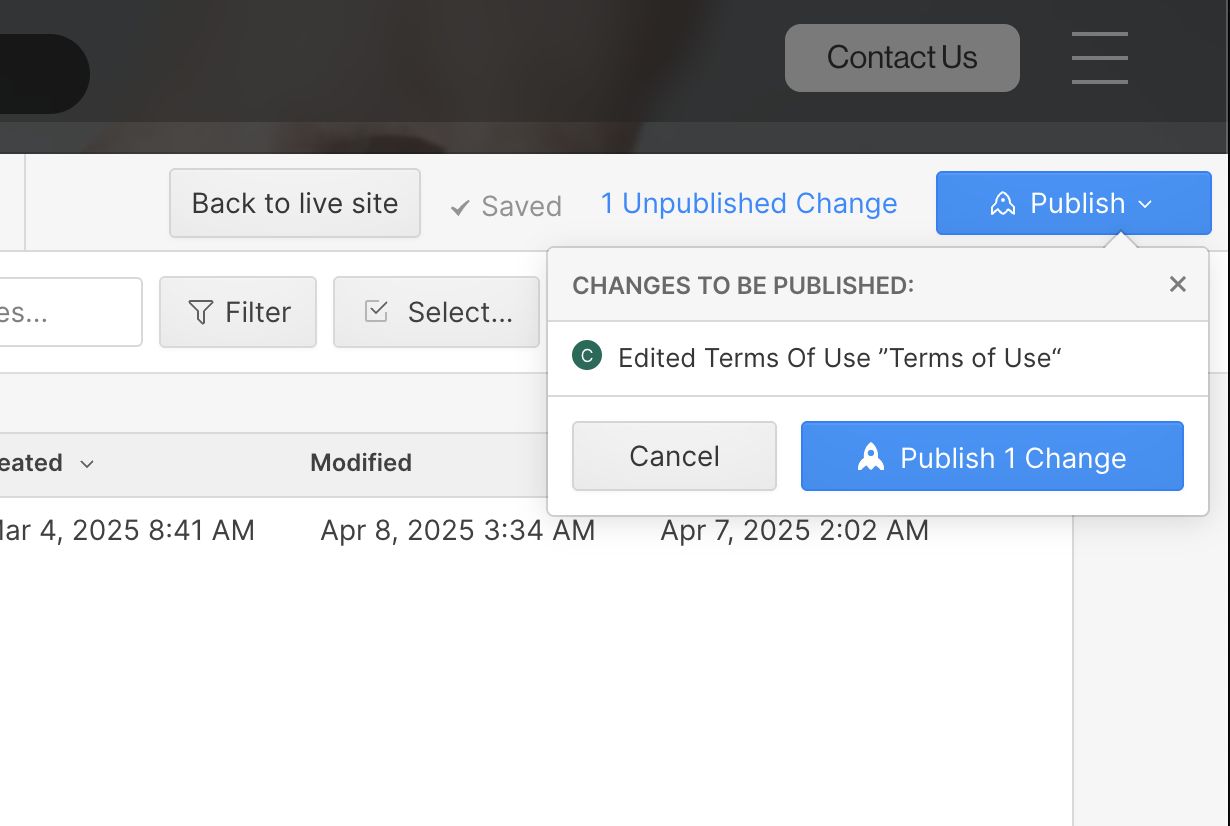 Contact Us
Back to live site
Saved
1 Unpublished Change
Publish
CHANGES TO BE PUBLISHED:
es...
Filter
Select...
C
Edited Terms Of Use ”Terms of Use“
eated
Modified
Cancel
Publish 1 Change
Mar 4, 2025 8:41 AM
Apr 8, 2025 3:34 AM
Apr 7, 2025 2:02 AM